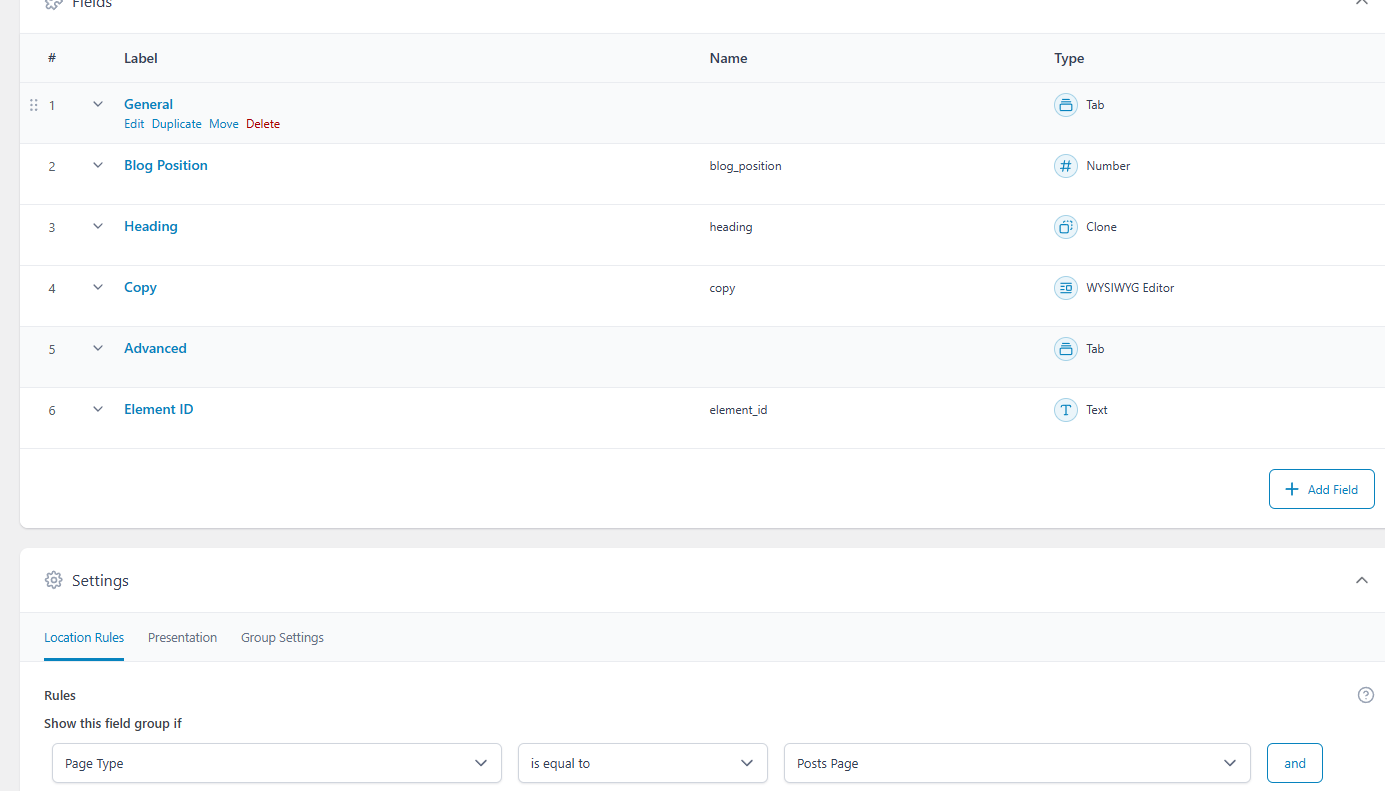 Fields
# Label Name Type
1 General Tab
Edit Duplicate Move Delete
2 Blog Position blog_position Number
3 Heading heading Clone
4 Copy copy WYSIWYG Editor
5 Advanced Tab
6 Element ID element_id Text
+ Add Field
Settings
Location Rules Presentation Group Settings
Rules
Show this field group if
Page Type is equal to Posts Page and